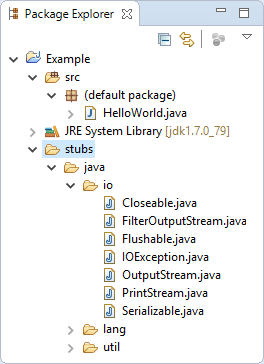 Package Explorer
Example
src
(default package)
HelloWorld.java
JRE System Library [jdk1.7.0_79]
stubs
java
io
Closeable.java
FilterOutputStream.java
Flushable.java
IOException.java
OutputStream.java
PrintStream.java
Serializable.java
lang
util